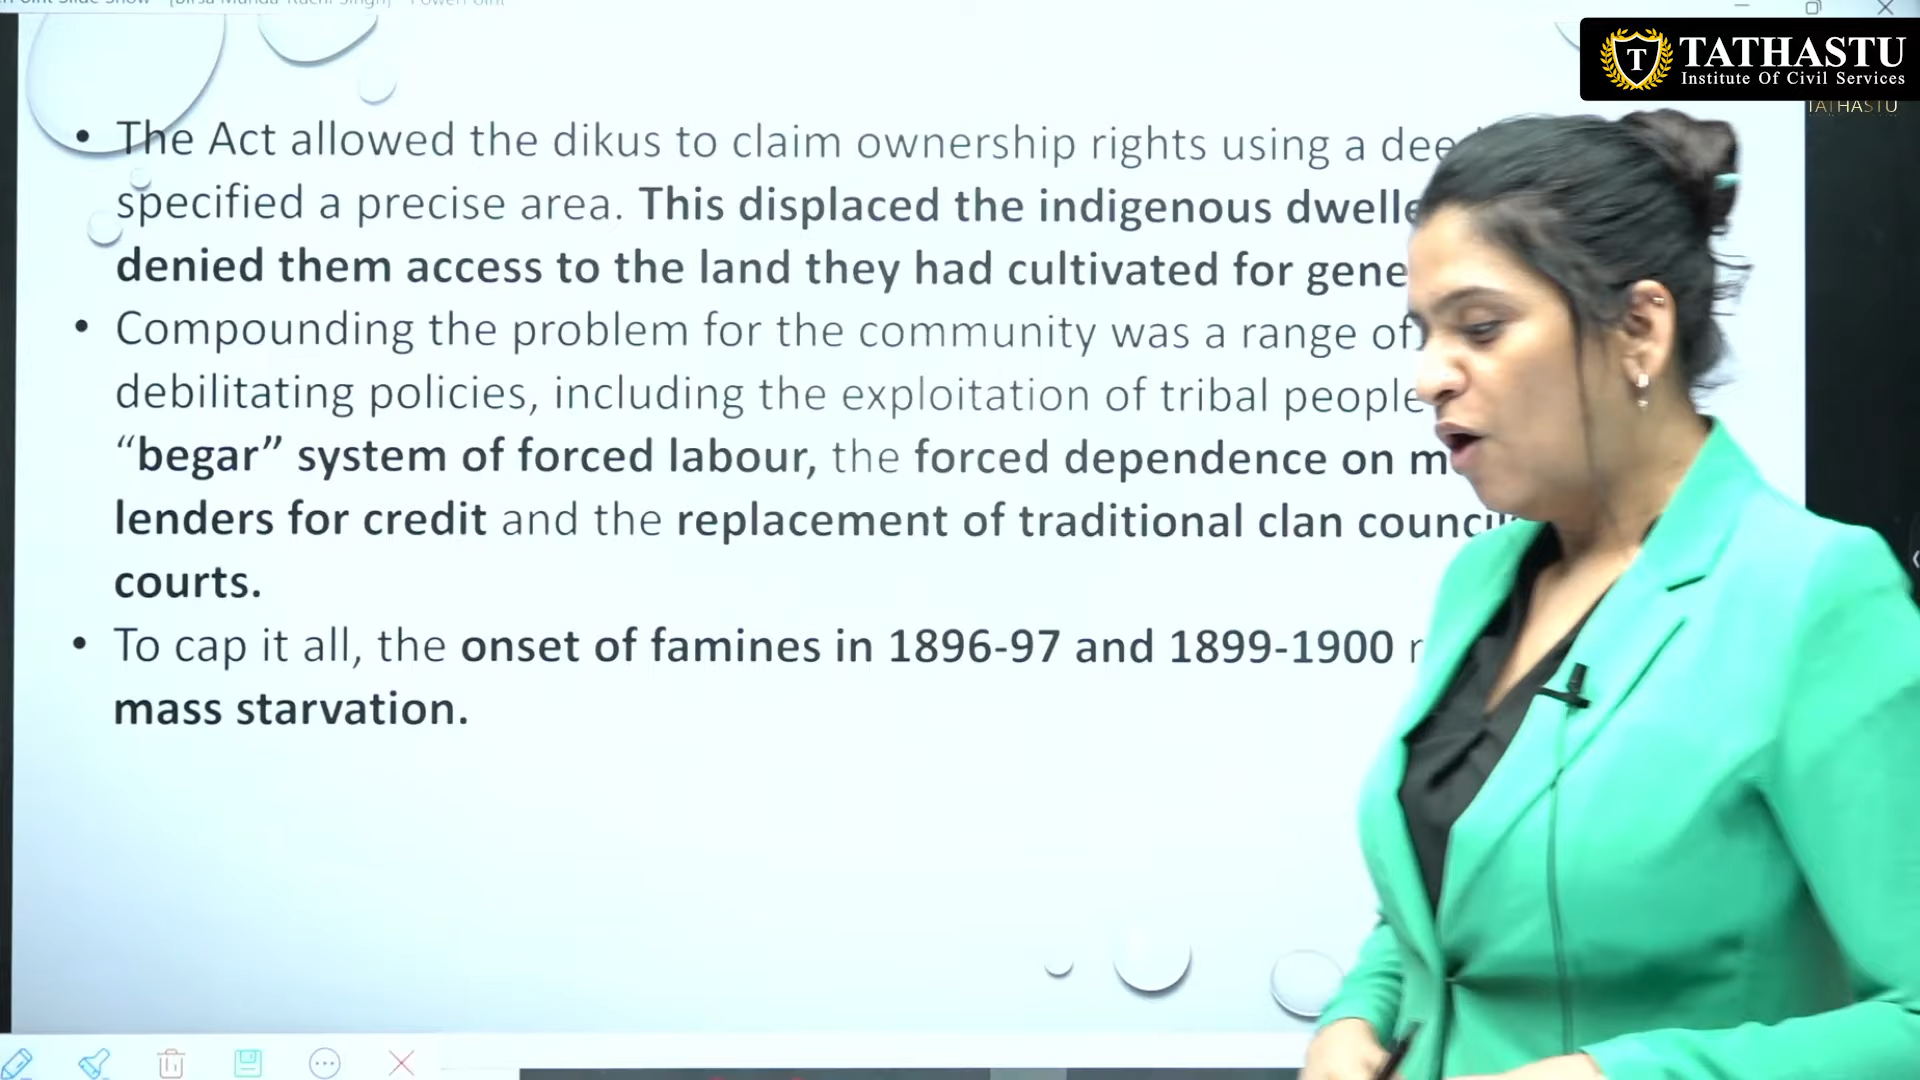 TATHASTU
Institute Of Civil Services
TATHASTU
T
• The Act allowed the dikus to claim ownership rights using a
specified a precise area. This displaced the indigenous
denied them access to the land they had cultivated for
• Compounding the problem for the community was a range of
debilitating policies, including the exploitation of tribal people
“begar” system of forced labour, the forced dependence on
lenders for credit and the replacement of traditional clan
courts.
• To cap it all, the onset of famines in 1896-97 and 1899-1900
mass starvation.